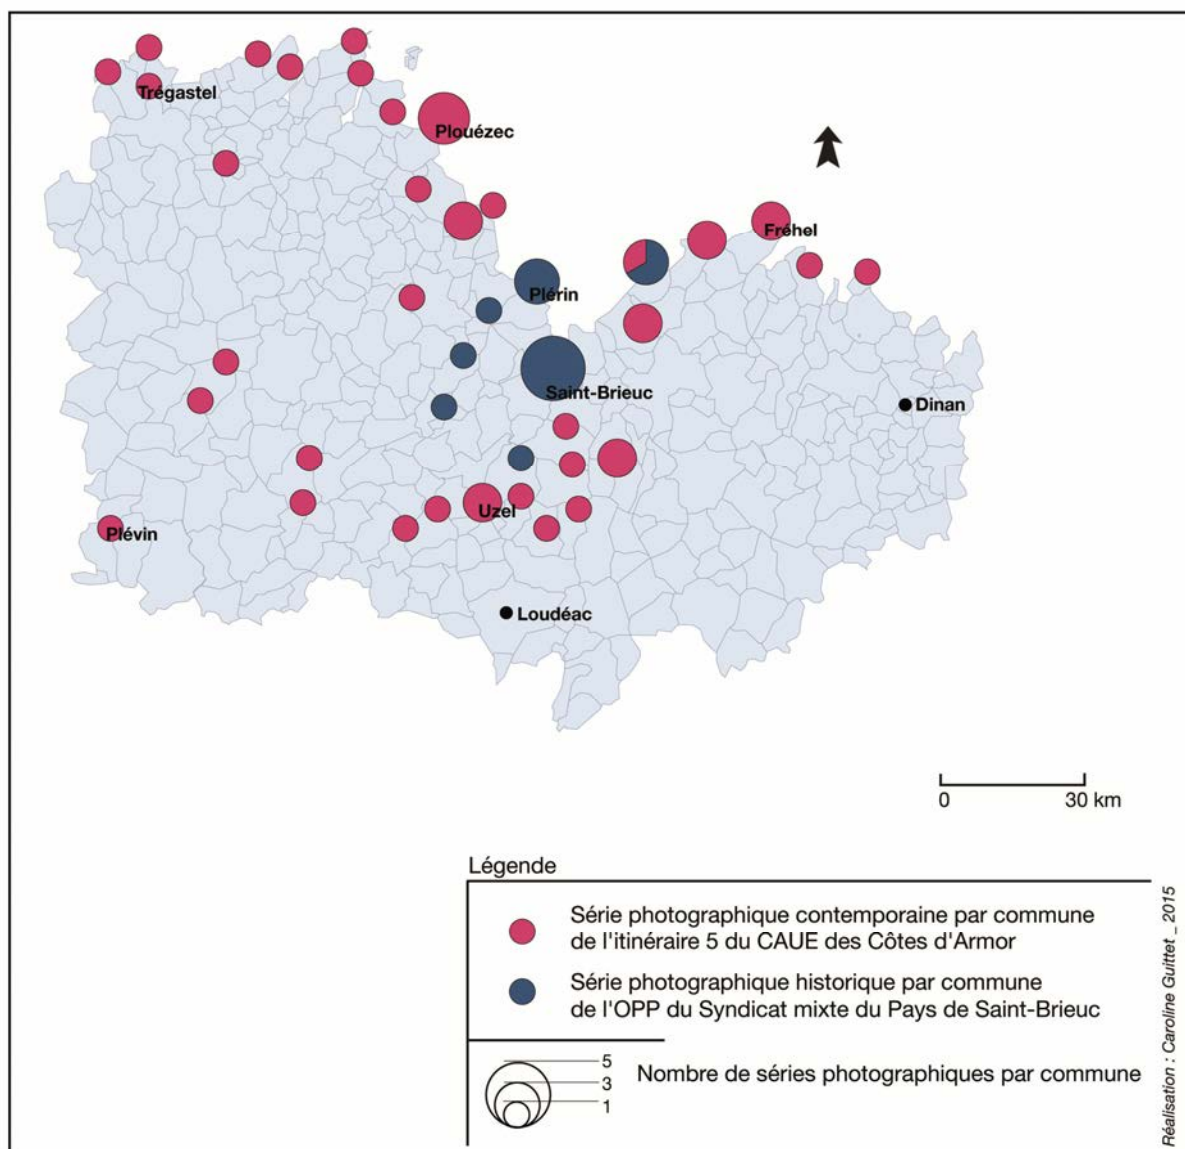 Trégastel
Plouézec
Fréhel
Plérin
Saint-Brieuc
Dinan
Uzel
Plévin
Loudéac
0 30 km
Légende
Série photographique contemporaine par commune
de l'itinéraire 5 du CAUE des Côtes d'Armor
Série photographique historique par commune
de l'OPP du Syndicat mixte du Pays de Saint-Brieuc
5
3
1
Nombre de séries photographiques par commune
Réalisation : Caroline Guittet _ 2015